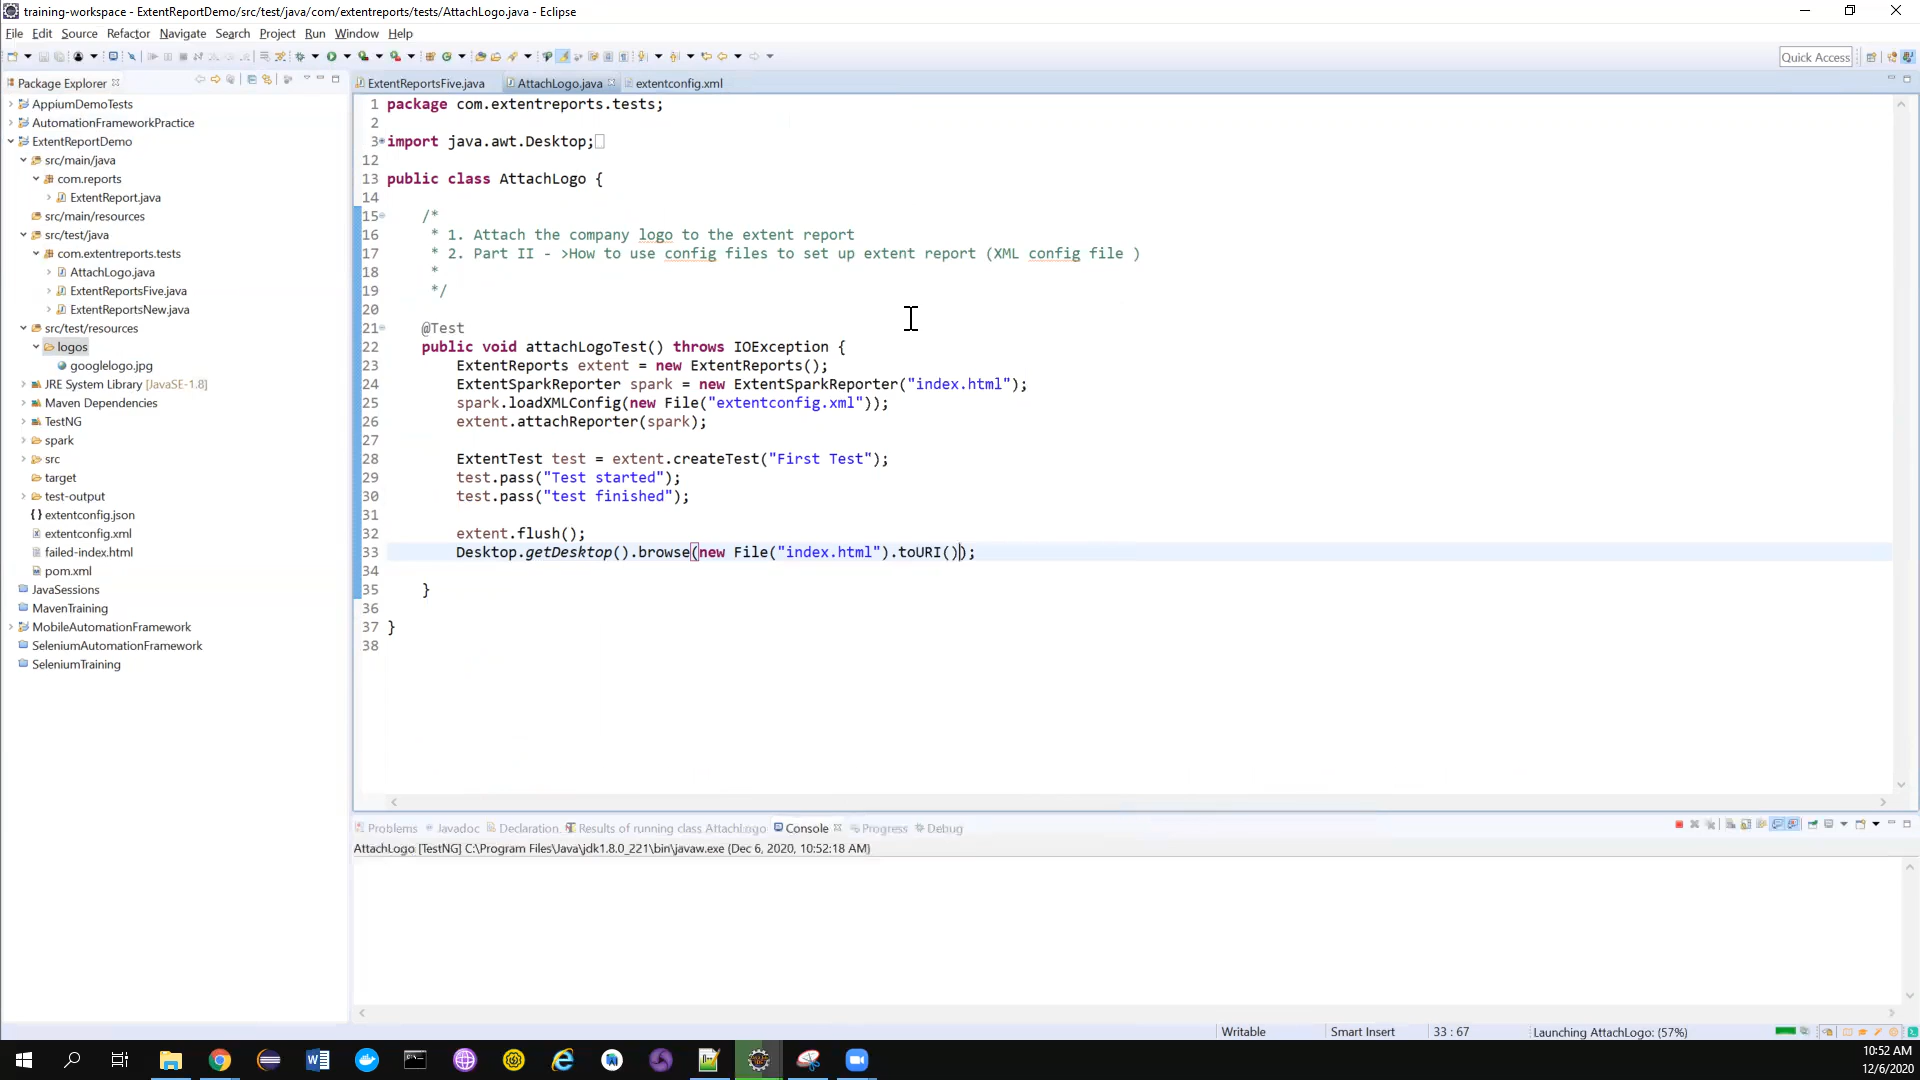 training-workspace - ExtentReportDemo/src/test/java/com/extentreports/tests/AttachLogo.java - Eclipse
File Edit Source Refactor Navigate Search Project Run Window Help
Quick Access
Package Explorer
AppiumDemoTests
AutomationFrameworkPractice
ExtentReportDemo
src/main/java
com.reports
ExtentReport.java
src/main/resources
src/test/java
com.extentreports.tests
AttachLogo.java
ExtentReportsFive.java
ExtentReportsNew.java
src/test/resources
logos
googlelogo.jpg
JRE System Library [JavaSE-1.8]
Maven Dependencies
TestNG
spark
src
target
test-output
extentconfig.json
extentconfig.xml
failed-index.html
pom.xml
JavaSessions
MavenTraining
MobileAutomationFramework
SeleniumAutomationFramework
SeleniumTraining
ExtentReportsFive.java AttachLogo.java extentconfig.xml
1 package com.extentreports.tests;
2
3 import java.awt.Desktop;
12
13 public class AttachLogo {
14
15 /*
16 * 1. Attach the company logo to the extent report
17 * 2. Part II - >How to use config files to set up extent report (XML config file )
18 *
19 */
20
21 @Test
22 public void attachLogoTest() throws IOException {
23 ExtentReports extent = new ExtentReports();
24 ExtentSparkReporter spark = new ExtentSparkReporter("index.html");
25 spark.loadXMLConfig(new File("extentconfig.xml"));
26 extent.attachReporter(spark);
27
28 ExtentTest test = extent.createTest("First Test");
29 test.pass("Test started");
30 test.pass("test finished");
31
32 extent.flush();
33 Desktop.getDesktop().browse(new File("index.html").toURI());
34
35 }
36
37 }
38
Problems Javadoc Declaration Results of running class AttachLogo Console Progress Debug
AttachLogo [TestNG] C:\Program Files\Java\jdk1.8.0_221\bin\javaw.exe (Dec 6, 2020, 10:52:18 AM)
Writable Smart Insert 33 : 67 Launching AttachLogo: (57%)
10:52 AM
12/6/2020